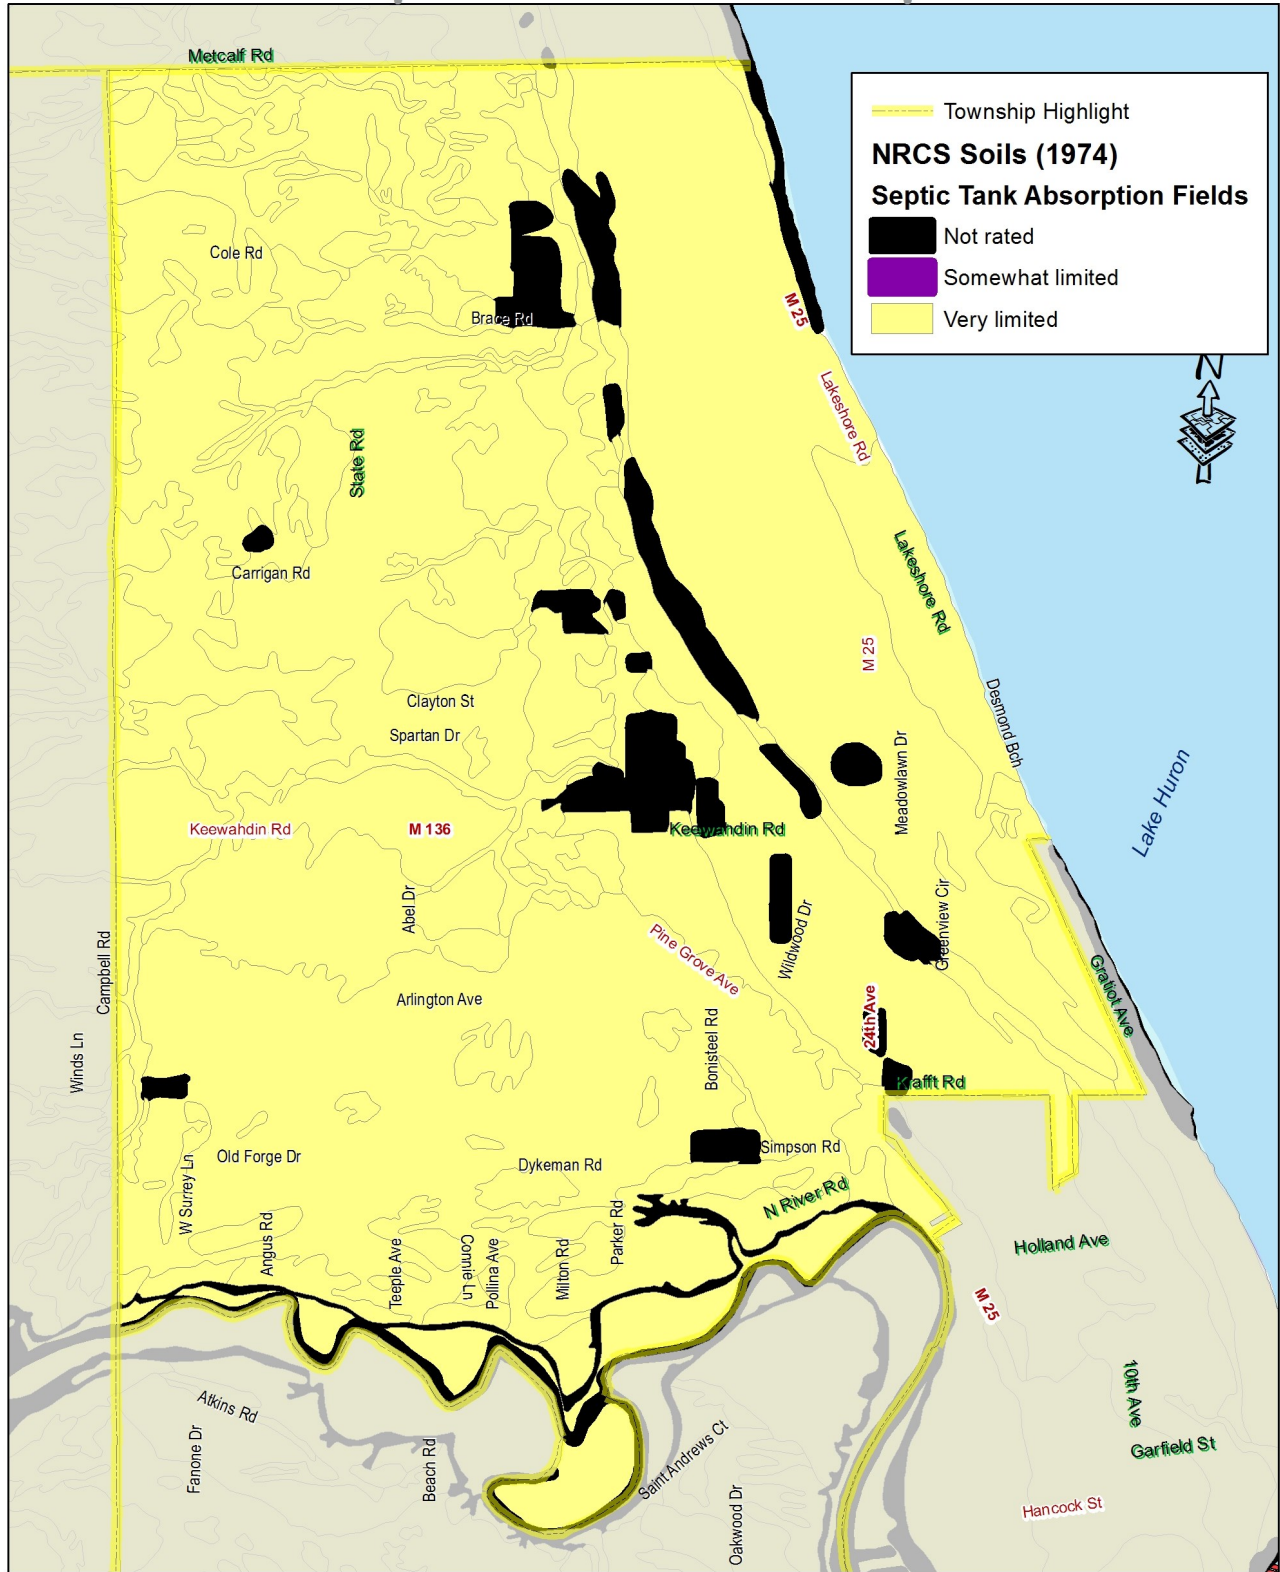 Metcalf Rd
Township Highlight
NRCS Soils (1974)
Septic Tank Absorption Fields
Not rated
Somewhat limited
Very limited
Cole Rd
Brace Rd
M 25
N
Lakeshore Rd
State Rd
Lakeshore Rd
Carrigan Rd
M 25
Clayton St
Desmond Bch
Spartan Dr
Meadowlawn Dr
Lake Huron
Keewahdin Rd
M 136
Keewahdin Rd
Abel Dr
Wildwood Dr
Greenview Cir
Pine Grove Ave
Campbell Rd
Gratiot Ave
Arlington Ave
24th Ave
Winds Ln
Bonisteel Rd
Krafft Rd
Old Forge Dr
Simpson Rd
Dykeman Rd
W Surrey Ln
N River Rd
Angus Rd
Parker Rd
Holland Ave
Teeple Ave
Connie Ln
Pollina Ave
Milton Rd
M 25
Atkins Rd
10th Ave
Fanone Dr
Beach Rd
Saint Andrews Ct
Garfield St
Hancock St
Oakwood Dr